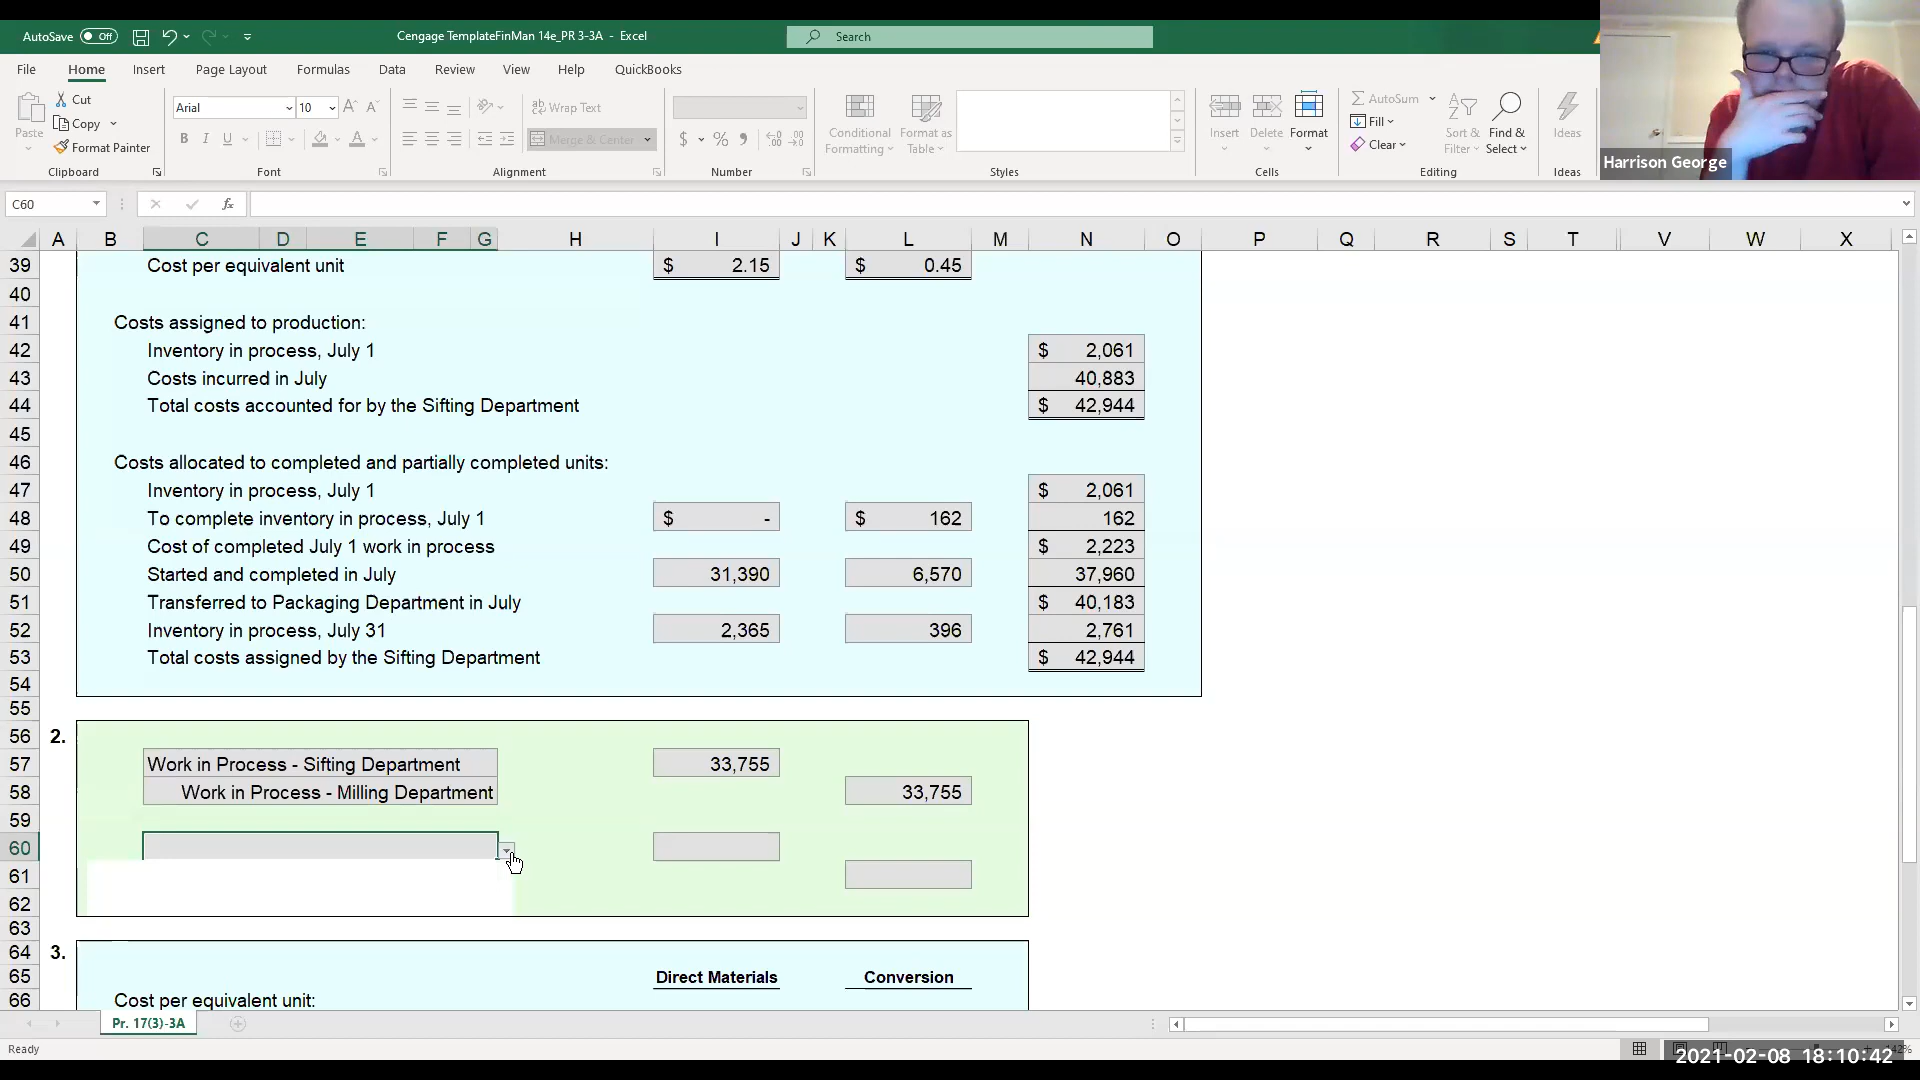 AutoSave Off
Cengage TemplateFinMan 14e_PR 3-3A - Excel
Search
File Home Insert Page Layout Formulas Data Review View Help QuickBooks
Paste
Cut
Copy
Format Painter
Clipboard
Arial 10
B I U
Font
Wrap Text
Merge & Center
Alignment
$ % 9
Number
Conditional Formatting
Format as Table
Styles
Insert
Delete
Format
Cells
AutoSum
Fill
Clear
Sort & Filter
Find & Select
Editing
Ideas
Ideas
Harrison George
C60
fx
A B C D E F G H I J K L M N O P Q R S T V W X
39 Cost per equivalent unit $ 2.15 $ 0.45
40
41 Costs assigned to production:
42 Inventory in process, July 1 $ 2,061
43 Costs incurred in July 40,883
44 Total costs accounted for by the Sifting Department $ 42,944
45
46 Costs allocated to completed and partially completed units:
47 Inventory in process, July 1 $ 2,061
48 To complete inventory in process, July 1 $ - $ 162 162
49 Cost of completed July 1 work in process $ 2,223
50 Started and completed in July 31,390 6,570 37,960
51 Transferred to Packaging Department in July $ 40,183
52 Inventory in process, July 31 2,365 396 2,761
53 Total costs assigned by the Sifting Department $ 42,944
54
55
56 2.
57 Work in Process - Sifting Department 33,755
58 Work in Process - Milling Department 33,755
59
60
61
62
63
64 3.
65 Direct Materials Conversion
66 Cost per equivalent unit:
Pr. 17(3)-3A
Ready
2021-02-08 18:10:42